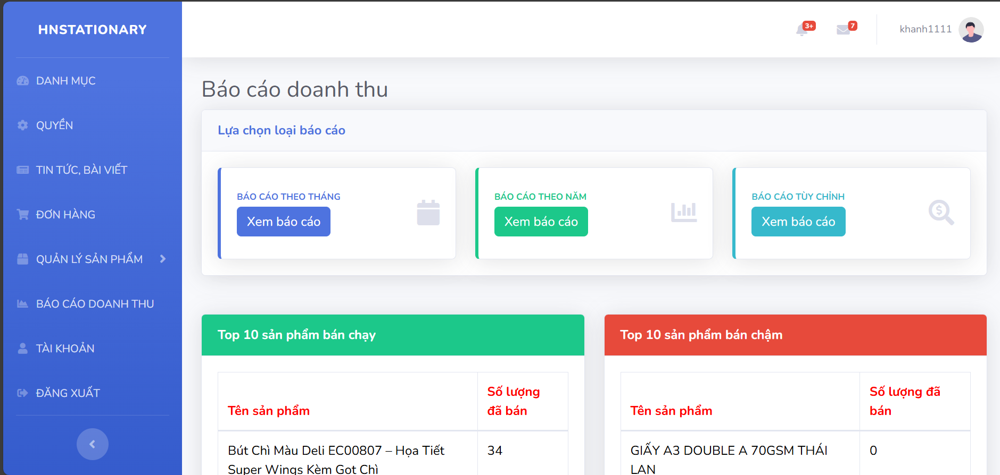 HNSTATIONARY
DANH MỤC
QUYỀN
TIN TỨC, BÀI VIẾT
ĐƠN HÀNG
QUẢN LÝ SẢN PHẨM
BÁO CÁO DOANH THU
TÀI KHOẢN
ĐĂNG XUẤT
3+
7
khanh1111
Báo cáo doanh thu
Lựa chọn loại báo cáo
BÁO CÁO THEO THÁNG
Xem báo cáo
BÁO CÁO THEO NĂM
Xem báo cáo
BÁO CÁO TÙY CHỈNH
Xem báo cáo
Top 10 sản phẩm bán chạy
Tên sản phẩm
Số lượng
đã bán
Bút Chì Màu Deli EC00807 – Họa Tiết
Super Wings Kèm Gọt Chì
34
Top 10 sản phẩm bán chậm
Tên sản phẩm
Số lượng đã
bán
GIẤY A3 DOUBLE A 70GSM THÁI
LAN
0